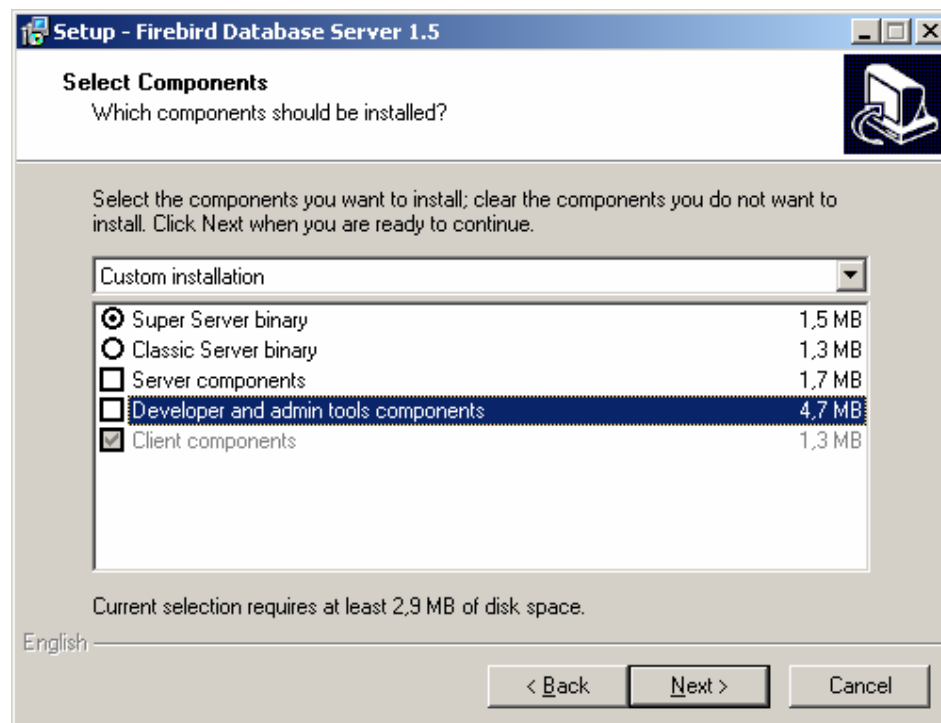 Setup - Firebird Database Server 1.5
Select Components
Which components should be installed?
Select the components you want to install; clear the components you do not want to
install. Click Next when you are ready to continue.
Custom installation
Super Server binary 1,5 MB
Classic Server binary 1,3 MB
Server components 1,7 MB
Developer and admin tools components 4,7 MB
Client components 1,3 MB
Current selection requires at least 2,9 MB of disk space.
English
< Back Next > Cancel